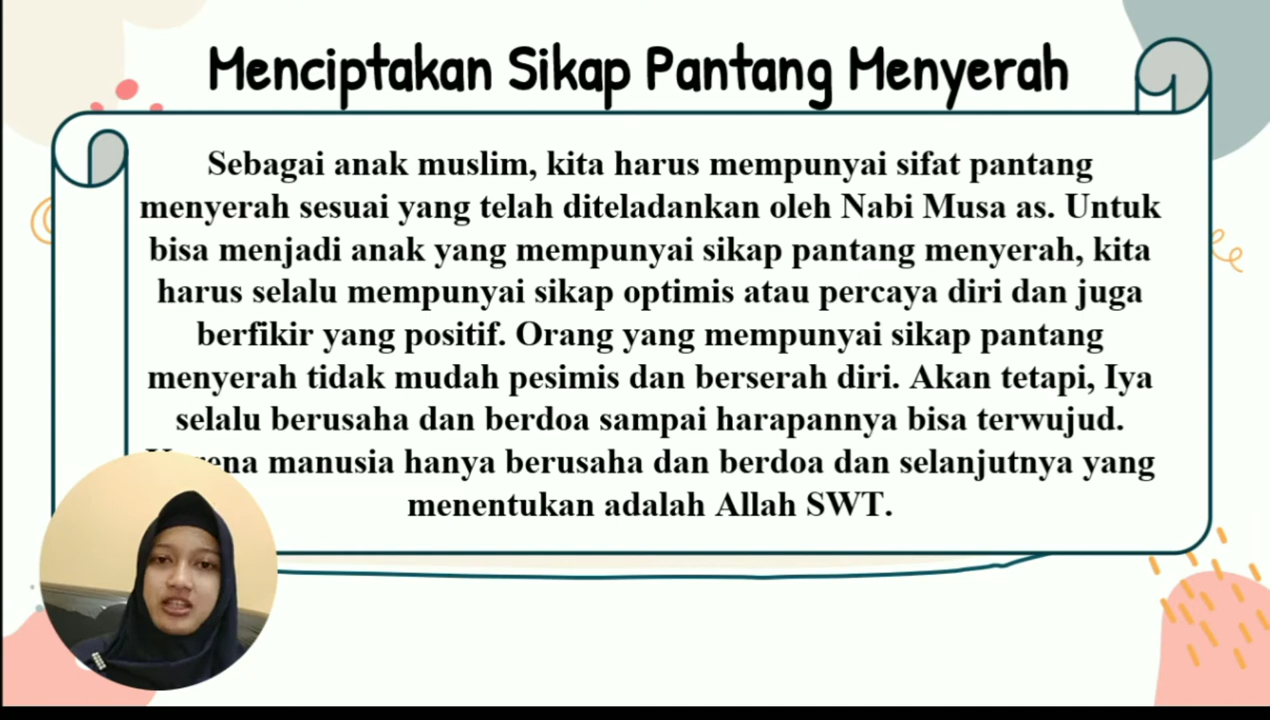 Menciptakan Sikap Pantang Menyerah
Sebagai anak muslim, kita harus mempunyai sifat pantang
menyerah sesuai yang telah diteladankan oleh Nabi Musa as. Untuk
bisa menjadi anak yang mempunyai sikap pantang menyerah, kita
harus selalu mempunyai sikap optimis atau percaya diri dan juga
berfikir yang positif. Orang yang mempunyai sikap pantang
menyerah tidak mudah pesimis dan berserah diri. Akan tetapi, Iya
selalu berusaha dan berdoa sampai harapannya bisa terwujud.
manusia hanya berusaha dan berdoa dan selanjutnya yang
menentukan adalah Allah SWT.